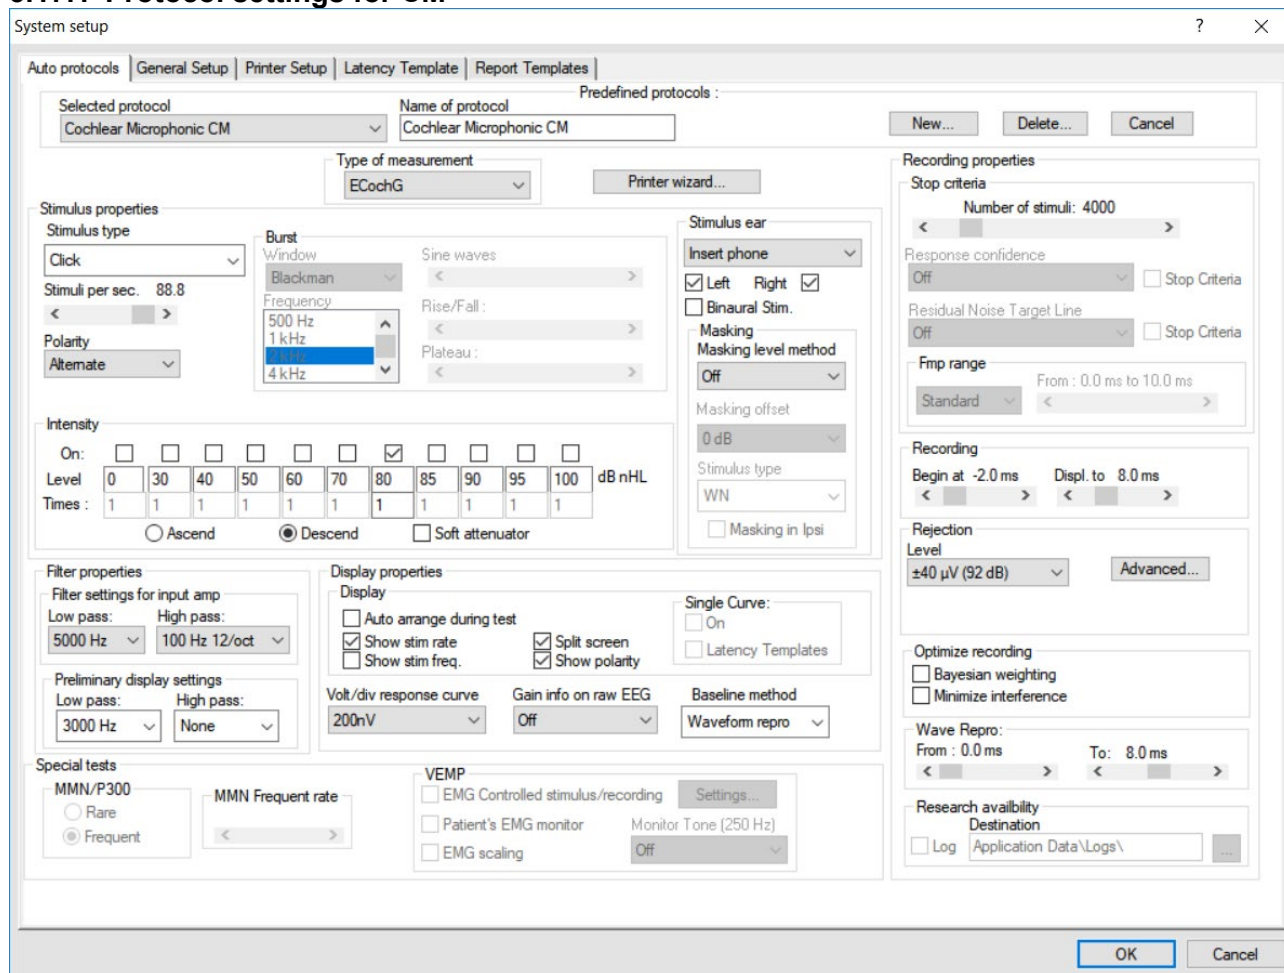 Protocol settings for CM
System setup
?
Auto protocols General Setup Printer Setup Latency Template Report Templates
Predefined protocols :
Selected protocol Name of protocol
Cochlear Microphonic CM Cochlear Microphonic CM New... Delete... Cancel
Type of measurement
ECochG
Printer wizard...
Stimulus properties
Stimulus type
Click
Stimuli per sec. 88.8
Polarity
Alternate
Burst
Window
Blackman
Frequency
500 Hz
1 kHz
2 kHz
4 kHz
Sine waves
Rise/Fall :
Plateau :
Stimulus ear
Insert phone
Left Right
Binaural Stim.
Masking
Masking level method
Off
Masking offset
0 dB
Stimulus type
WN
Masking in Ipsi
Intensity
On:
Level 0 30 40 50 60 70 80 85 90 95 100 dB nHL
Times : 1 1 1 1 1 1 1 1 1 1 1
Ascend Descend Soft attenuator
Recording properties
Stop criteria
Number of stimuli: 4000
Response confidence
Off Stop Criteria
Residual Noise Target Line
Off Stop Criteria
Fmp range
Standard From : 0.0 ms to 10.0 ms
Recording
Begin at -2.0 ms Displ. to 8.0 ms
Rejection
Level
±40 µV (92 dB) Advanced...
Optimize recording
Bayesian weighting
Minimize interference
Wave Repro:
From : 0.0 ms To: 8.0 ms
Research availbility
Destination
Log Application Data\Logs\ ...
Filter properties
Filter settings for input amp
Low pass: High pass:
5000 Hz 100 Hz 12/oct
Preliminary display settings
Low pass: High pass:
3000 Hz None
Display properties
Display
Auto arrange during test
Show stim rate Split screen
Show stim freq. Show polarity
Single Curve:
On
Latency Templates
Volt/div response curve Gain info on raw EEG Baseline method
200nV Off Waveform repro
Special tests
MMN/P300
Rare
Frequent
MMN Frequent rate
VEMP
EMG Controlled stimulus/recording Settings...
Patient's EMG monitor Monitor Tone (250 Hz)
EMG scaling Off
OK Cancel